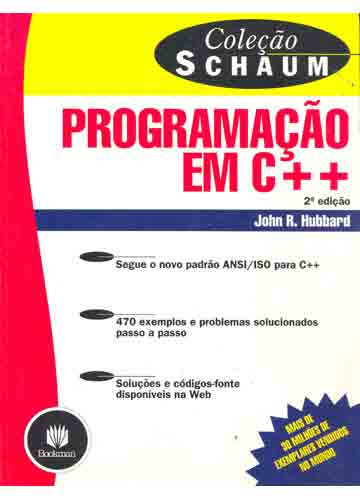 Coleção
SCHAUM
PROGRAMAÇÃO
EM C++
2ª edição
John R. Hubbard
Segue o novo padrão ANSI/ISO para C++
470 exemplos e problemas solucionados
passo a passo
Soluções e códigos-fonte
disponíveis na Web
MAIS DE
30 MILHÕES DE
EXEMPLARES VENDIDOS
NO MUNDO
Bookman